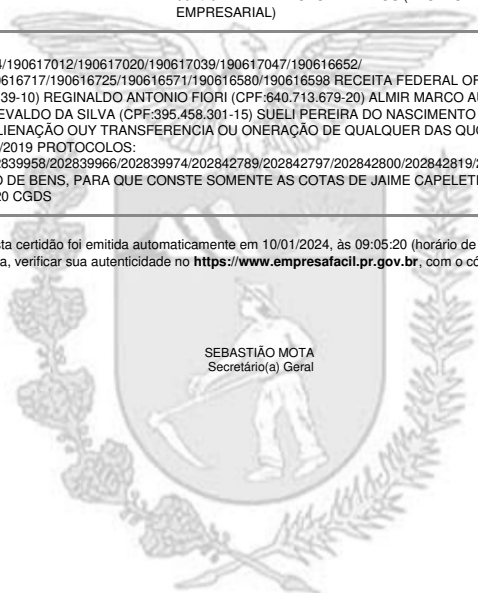 EMPRESARIAL)
/190617012/190617020/190617039/190617047/190616652/
616717/190616725/190616571/190616580/190616598 RECEITA FEDERAL OF
39-10) REGINALDO ANTONIO FIORI (CPF:640.713.679-20) ALMIR MARCO AU
EVALDO DA SILVA (CPF:395.458.301-15) SUELI PEREIRA DO NASCIMENTO
LIENAÇÃO OUY TRANSFERENCIA OU ONERAÇÃO DE QUALQUER DAS QUO
/2019 PROTOCOLOS:
839958/202839966/202839974/202842789/202842797/202842800/202842819/2
O DE BENS, PARA QUE CONSTE SOMENTE AS COTAS DE JAIME CAPELETI
20 CGDS
sta certidão foi emitida automaticamente em 10/01/2024, às 09:05:20 (horário de
a, verificar sua autenticidade no https://www.empresafacil.pr.gov.br, com o có
SEBASTIÃO MOTA
Secretário(a) Geral